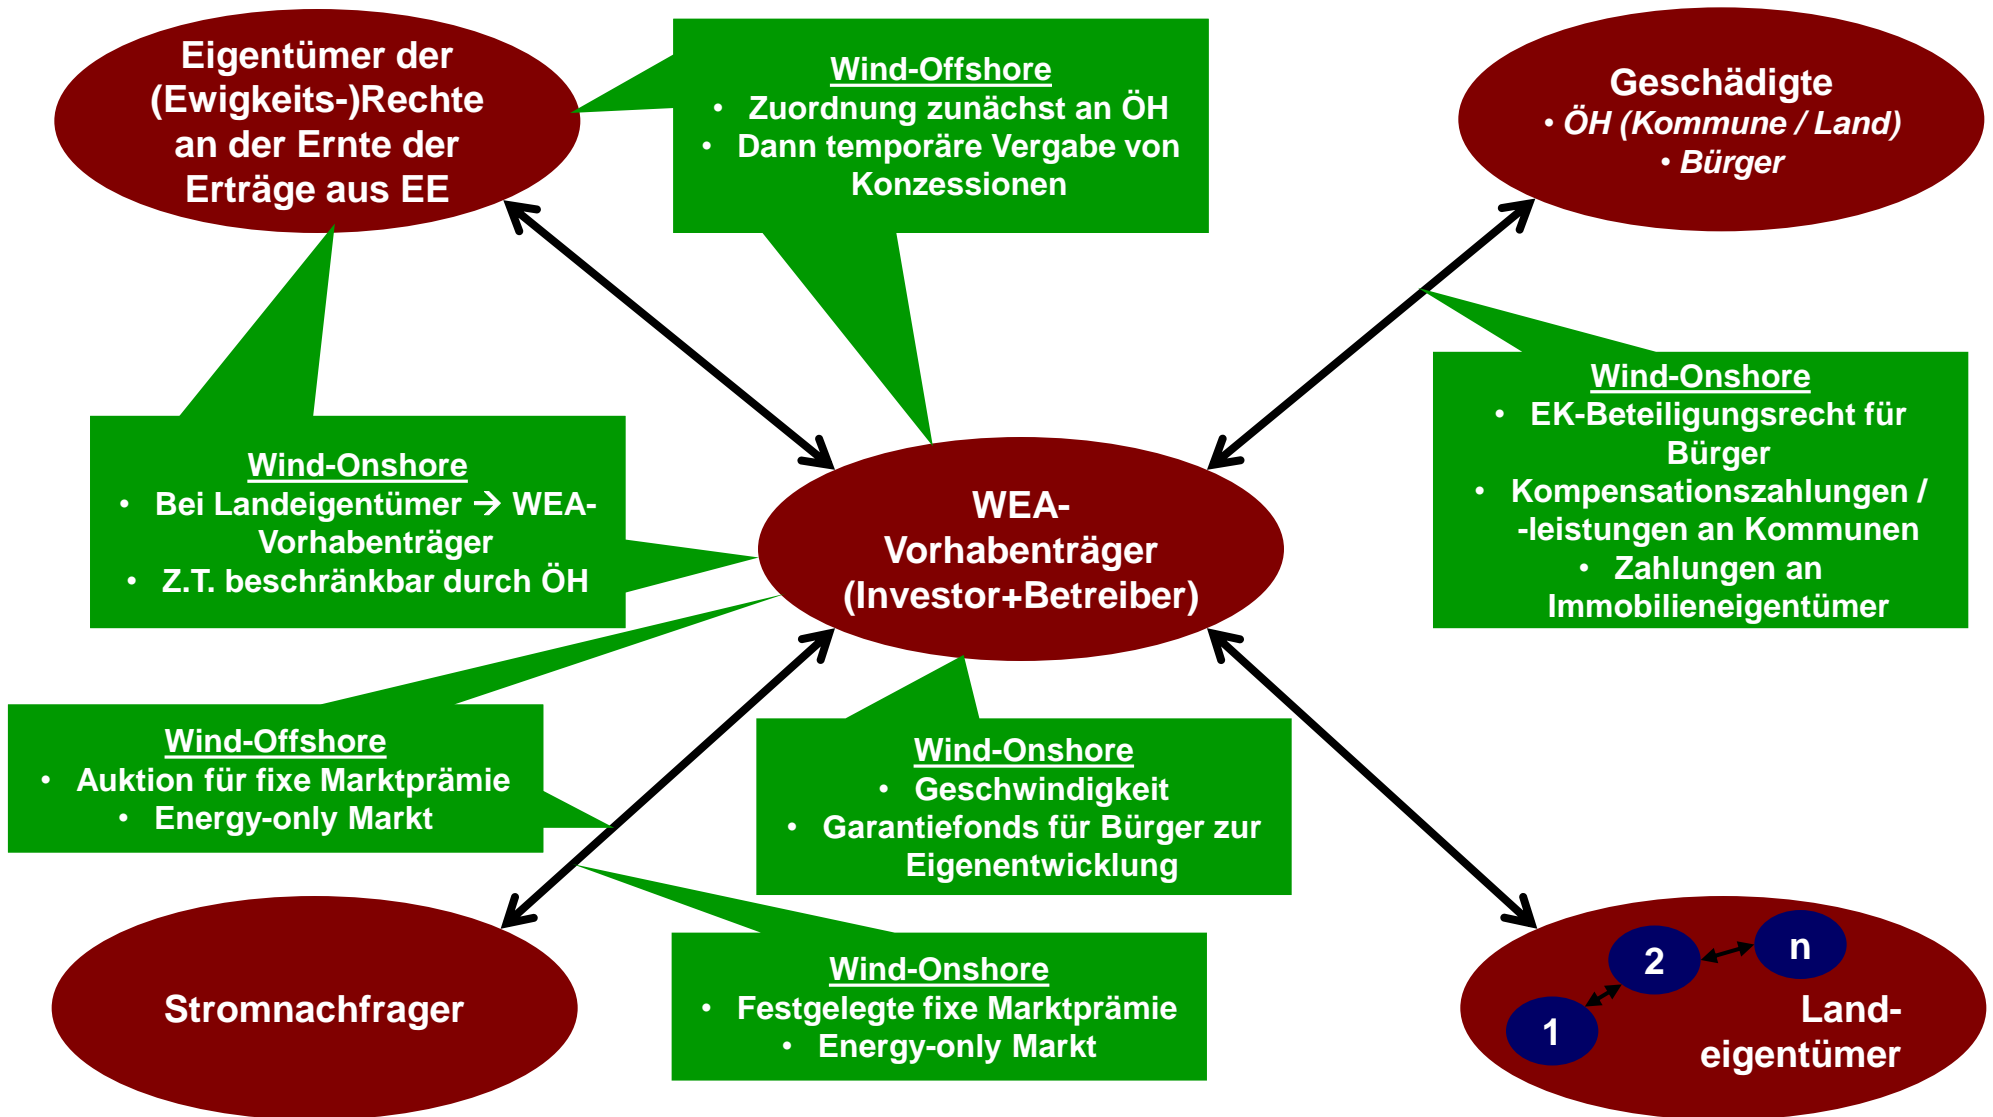 Eigentümer der
(Ewigkeits-)Rechte
an der Ernte der
Erträge aus EE
Wind-Offshore
• Zuordnung zunächst an ÖH
• Dann temporäre Vergabe von
Konzessionen
Geschädigte
• ÖH (Kommune / Land)
• Bürger
Wind-Onshore
• Bei Landeigentümer → WEA-
Vorhabenträger
• Z.T. beschränkbar durch ÖH
WEA-
Vorhabenträger
(Investor+Betreiber)
Wind-Onshore
• EK-Beteiligungsrecht für
Bürger
• Kompensationszahlungen /
-leistungen an Kommunen
• Zahlungen an
Immobilieneigentümer
Wind-Offshore
• Auktion für fixe Marktprämie
• Energy-only Markt
Wind-Onshore
• Geschwindigkeit
• Garantiefonds für Bürger zur
Eigenentwicklung
Stromnachfrager
Wind-Onshore
• Festgelegte fixe Marktprämie
• Energy-only Markt
1
2
n
Land-
eigentümer